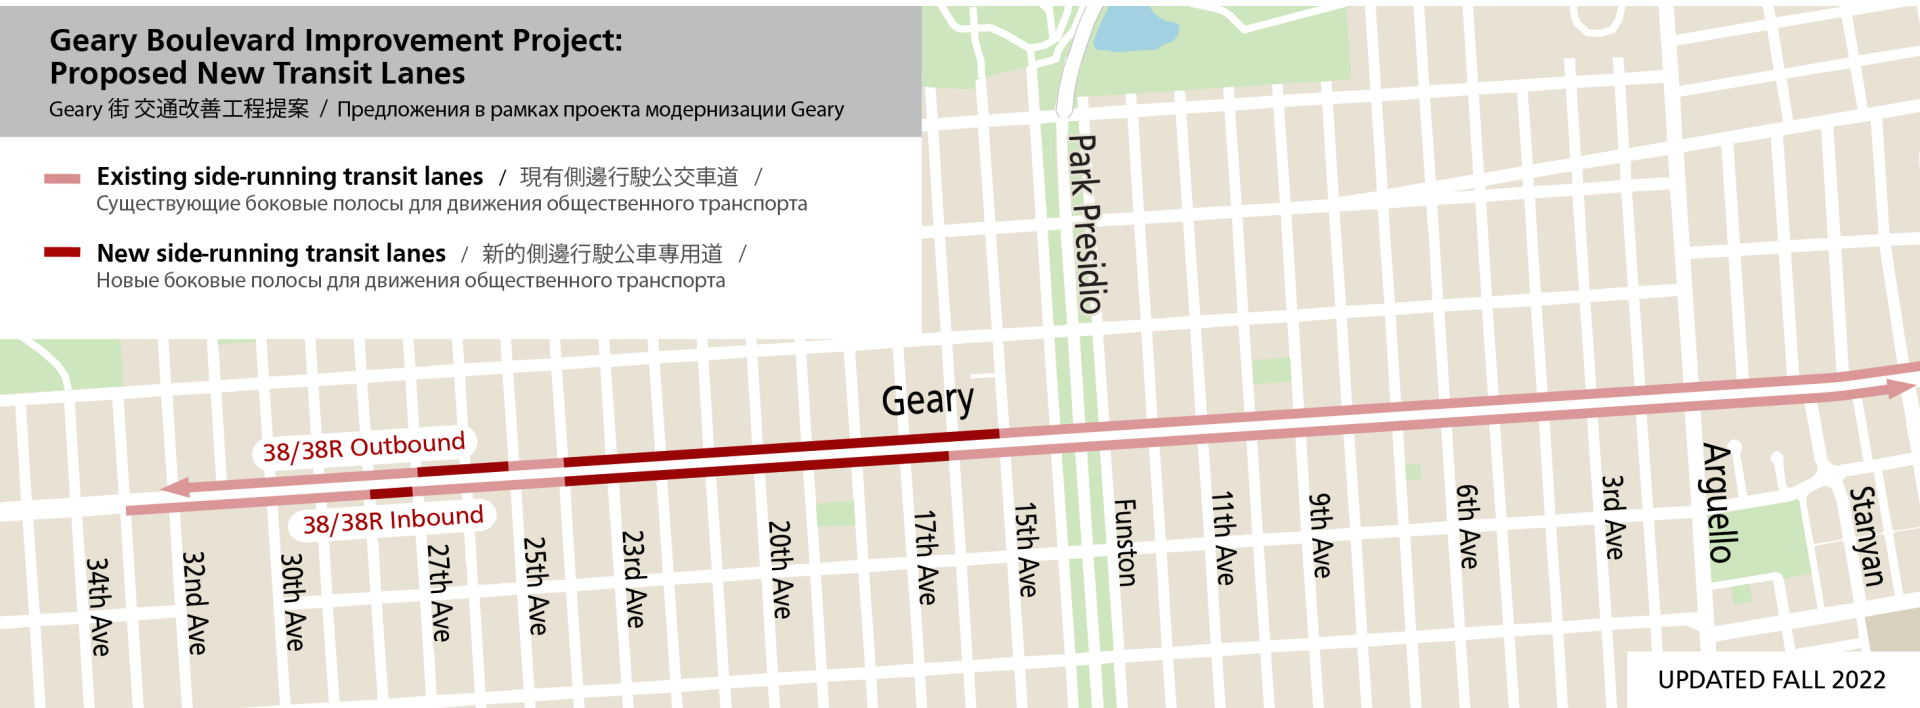 Geary Boulevard Improvement Project:
Proposed New Transit Lanes
Geary 街 交通改善工程提案 / Предложения в рамках проекта модернизации Geary
Existing side-running transit lanes / 現有側邊行駛公交車道 /
Существующие боковые полосы для движения общественного транспорта
New side-running transit lanes / 新的側邊行駛公車專用道 /
Новые боковые полосы для движения общественного транспорта
Park Presidio
Geary
38/38R Outbound
38/38R Inbound
34th Ave
32nd Ave
30th Ave
27th Ave
25th Ave
23rd Ave
20th Ave
17th Ave
15th Ave
Funston
11th Ave
9th Ave
6th Ave
3rd Ave
Arguello
Stanyan
UPDATED FALL 2022